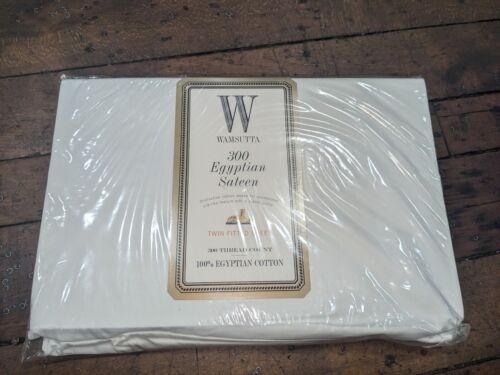 W
WAMSUTTA
300
Egyptian
Sateen
TWIN FITTED
300 THREAD COUNT
100% EGYPTIAN COTTON